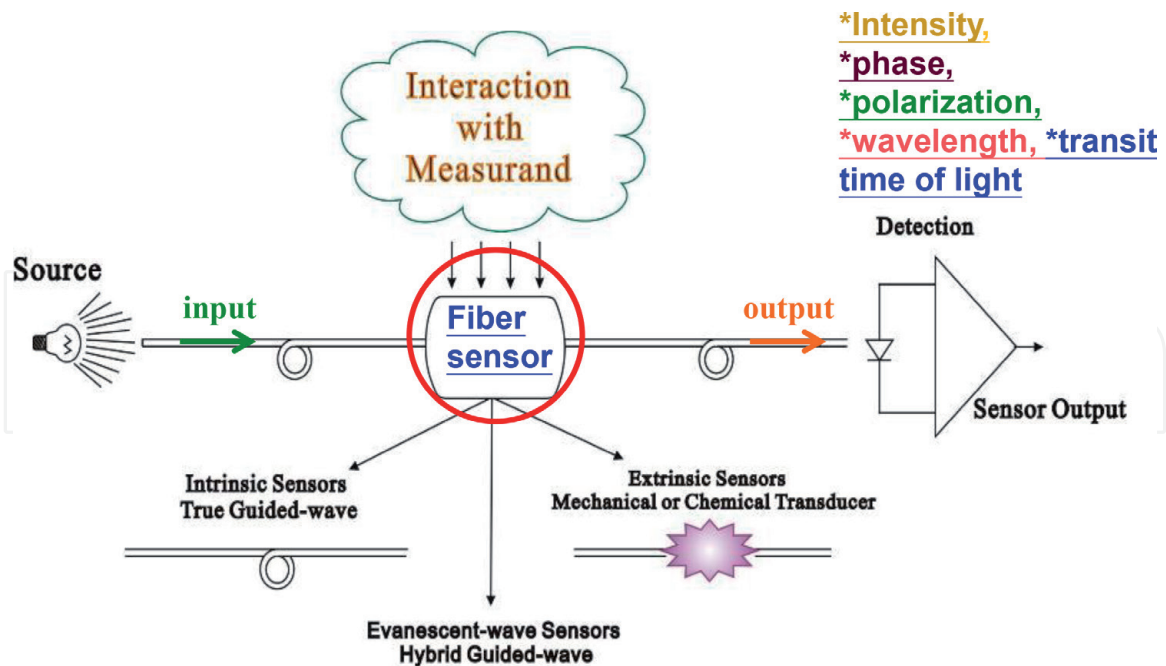 *Intensity,
*phase,
*polarization,
*wavelength, *transit
time of light
Interaction
with
Measurand
Detection
Source
input
Fiber
sensor
output
Sensor Output
Intrinsic Sensors
True Guided-wave
Extrinsic Sensors
Mechanical or Chemical Transducer
Evanescent-wave Sensors
Hybrid Guided-wave